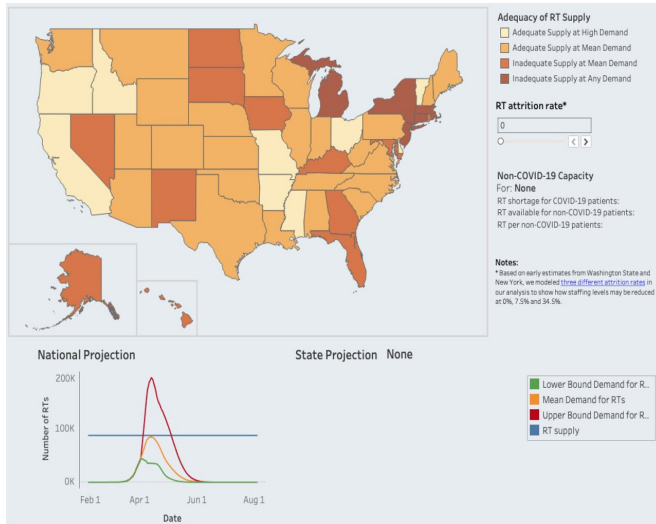 Adequacy of RT Supply
Adequate Supply at High Demand
Adequate Supply at Mean Demand
Inadequate Supply at Mean Demand
Inadequate Supply at Any Demand
RT attrition rate*
0
< >
Non-COVID-19 Capacity
For: None
RT shortage for COVID-19 patients:
RT available for non-COVID-19 patients:
RT per non-COVID-19 patients:
Notes:
* Based on early estimates from Washington State and
New York, we modeled three different attrition rates in
our analysis to show how staffing levels may be reduced
at 0%, 7.5% and 34.5%.
National Projection
State Projection None
200K
100K
0K
Number of RTs
Feb 1 Apr 1 Jun 1 Aug 1
Date
Lower Bound Demand for R..
Mean Demand for RTs
Upper Bound Demand for R..
RT supply